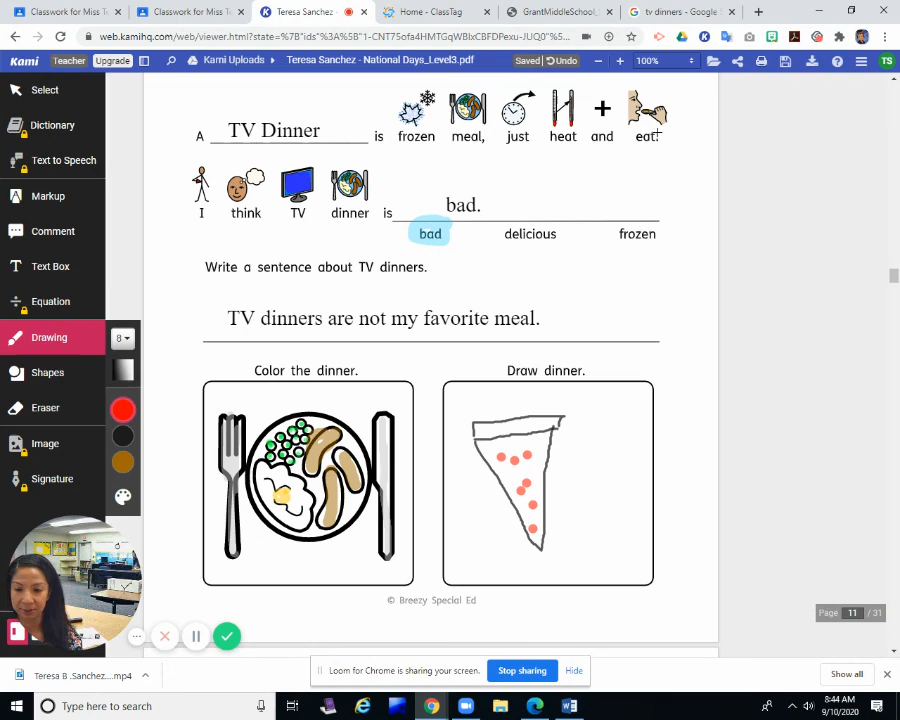 Classwork for Miss Te
Classwork for Miss Te
Teresa Sanchez
Home - ClassTag
GrantMiddleSchool_S
tv dinners - Google S
web.kamihq.com/web/viewer.html?state=%7B"ids"%3A%5B"1-CNT75ofa4HMTGqWBIxCBFDPexu-JUQ0"%5...
Kami
Teacher
Upgrade
Kami Uploads
Teresa Sanchez - National Days_Level3.pdf
Saved
Undo
100%
TS
Select
Dictionary
Text to Speech
Markup
Comment
Text Box
Equation
Drawing
8
Shapes
Eraser
Image
Signature
A TV Dinner is frozen meal, just heat and eat!
I think TV dinner is bad.
bad delicious frozen
Write a sentence about TV dinners.
TV dinners are not my favorite meal.
Color the dinner.
Draw dinner.
© Breezy Special Ed
Page 11 / 31
Loom for Chrome is sharing your screen.
Stop sharing
Hide
Teresa B .Sanchez....mp4
Show all
Type here to search
8:44 AM
9/10/2020